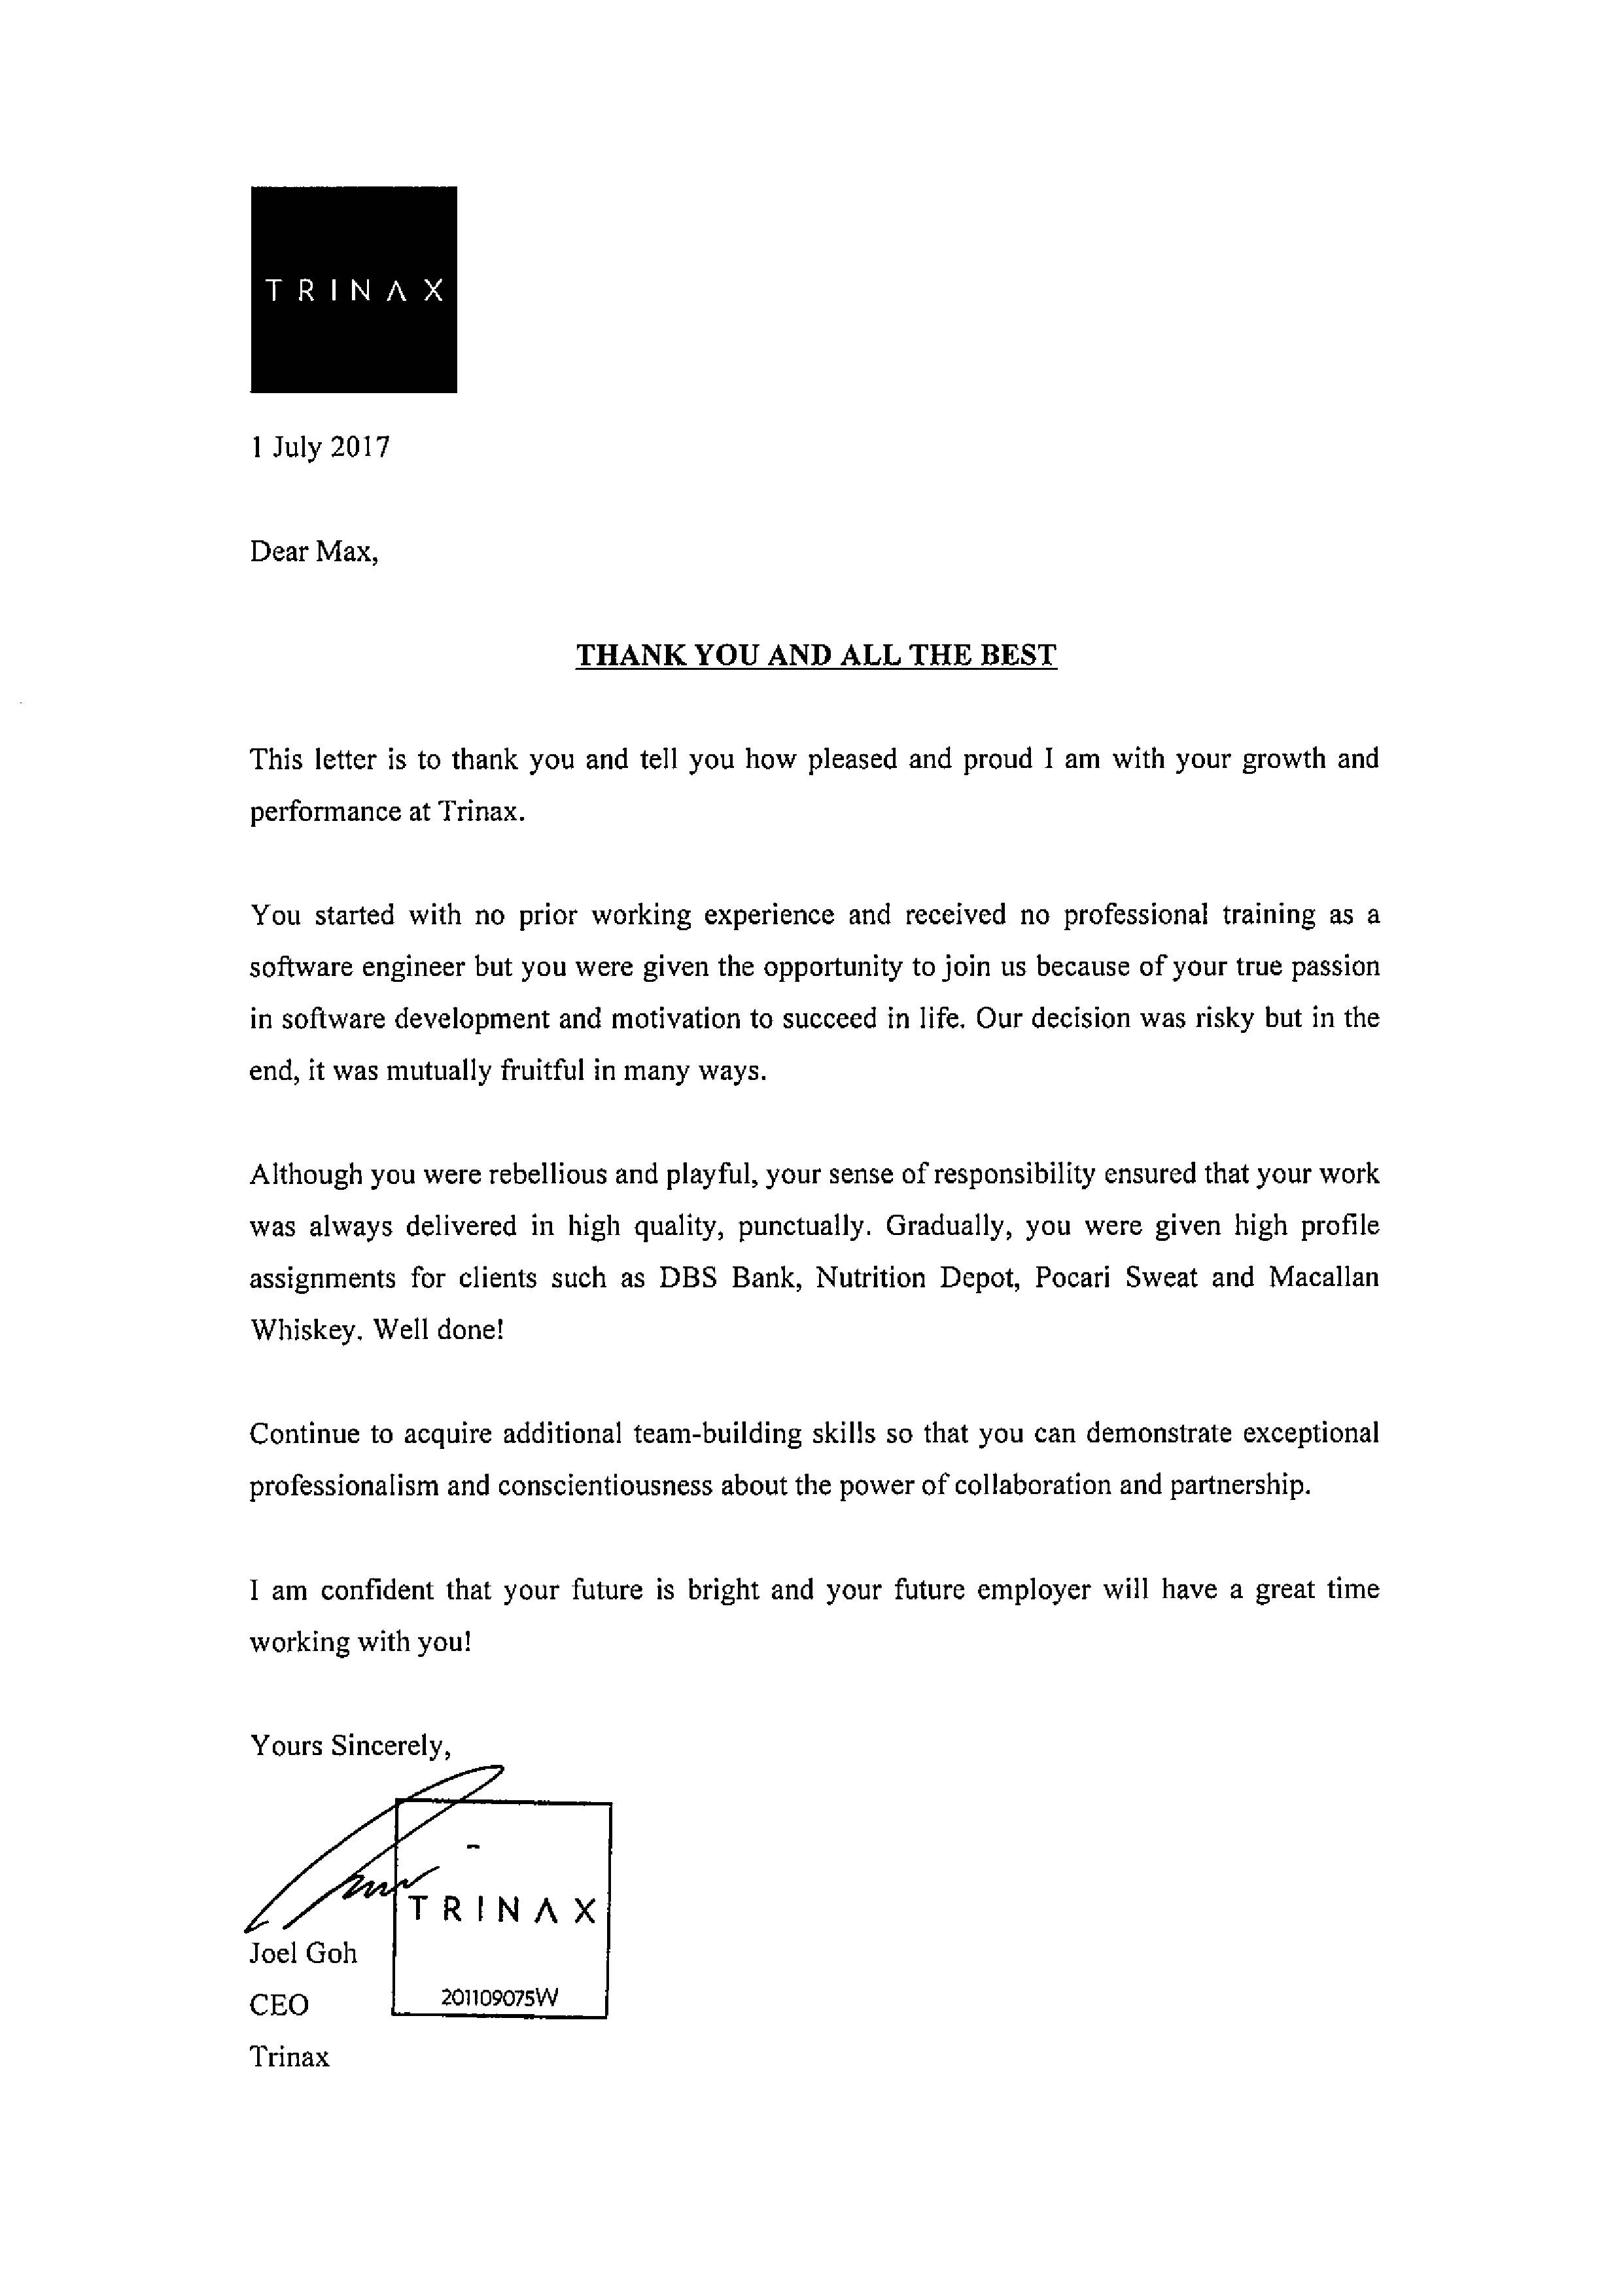 TRINAX
1 July 2017
Dear Max,
THANK YOU AND ALL THE BEST
This letter is to thank you and tell you how pleased and proud I am with your growth and
performance at Trinax.
You started with no prior working experience and received no professional training as a
software engineer but you were given the opportunity to join us because of your true passion
in software development and motivation to succeed in life. Our decision was risky but in the
end, it was mutually fruitful in many ways.
Although you were rebellious and playful, your sense of responsibility ensured that your work
was always delivered in high quality, punctually. Gradually, you were given high profile
assignments for clients such as DBS Bank, Nutrition Depot, Pocari Sweat and Macallan
Whiskey. Well done!
Continue to acquire additional team-building skills so that you can demonstrate exceptional
professionalism and conscientiousness about the power of collaboration and partnership.
I am confident that your future is bright and your future employer will have a great time
working with you!
Yours Sincerely,
TRINAX
Joel Goh
201109075W
CEO
Trinax